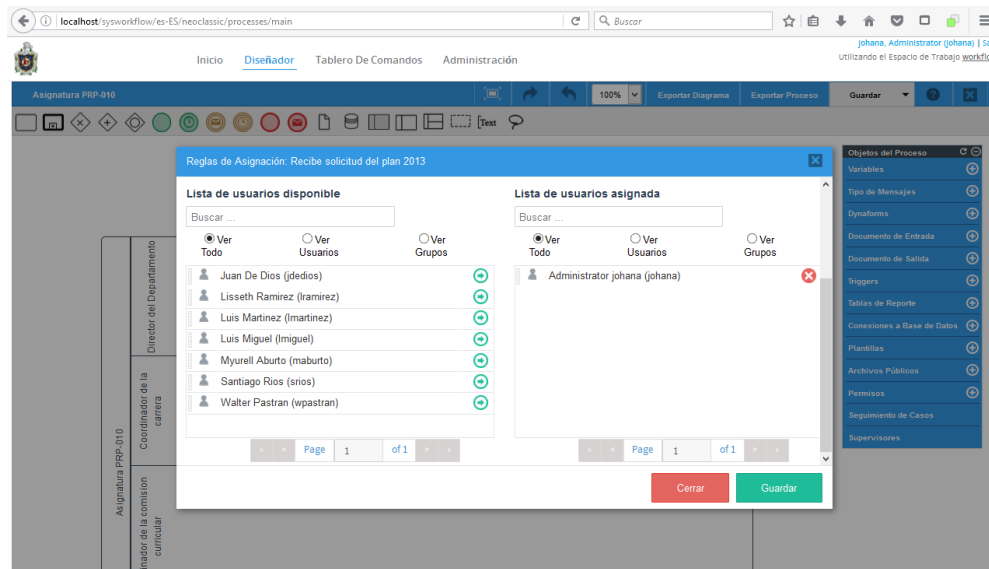 localhost/sysworkflow/es-ES/neoclassic/processes/main
Buscar
Johana, Administrator (johana) | Sa
Utilizando el Espacio de Trabajo workflo
Inicio Diseñador Tablero De Comandos Administración
Asignatura PRP-010
100%
Exportar Diagrama
Exportar Proceso
Guardar
Text
Reglas de Asignación: Recibe solicitud del plan 2013
Lista de usuarios disponible
Buscar ...
Ver Todo
Ver Usuarios
Ver Grupos
Juan De Dios (jdedios)
Lisseth Ramirez (lramirez)
Luis Martinez (lmartinez)
Luis Miguel (lmiguel)
Myurell Aburto (maburto)
Santiago Rios (srios)
Walter Pastran (wpastran)
Page 1 of 1
Lista de usuarios asignada
Buscar ...
Ver Todo
Ver Usuarios
Ver Grupos
Administrator johana (johana)
Page 1 of 1
Cerrar
Guardar
Objetos del Proceso
Variables
Tipo de Mensajes
Dynaforms
Documento de Entrada
Documento de Salida
Triggers
Tablas de Reporte
Conexiones a Base de Datos
Plantillas
Archivos Públicos
Permisos
Seguimiento de Casos
Supervisores
Asignatura PRP-010
Director del Departamento
Coordinador de la
carrera
inador de la comision
curricular